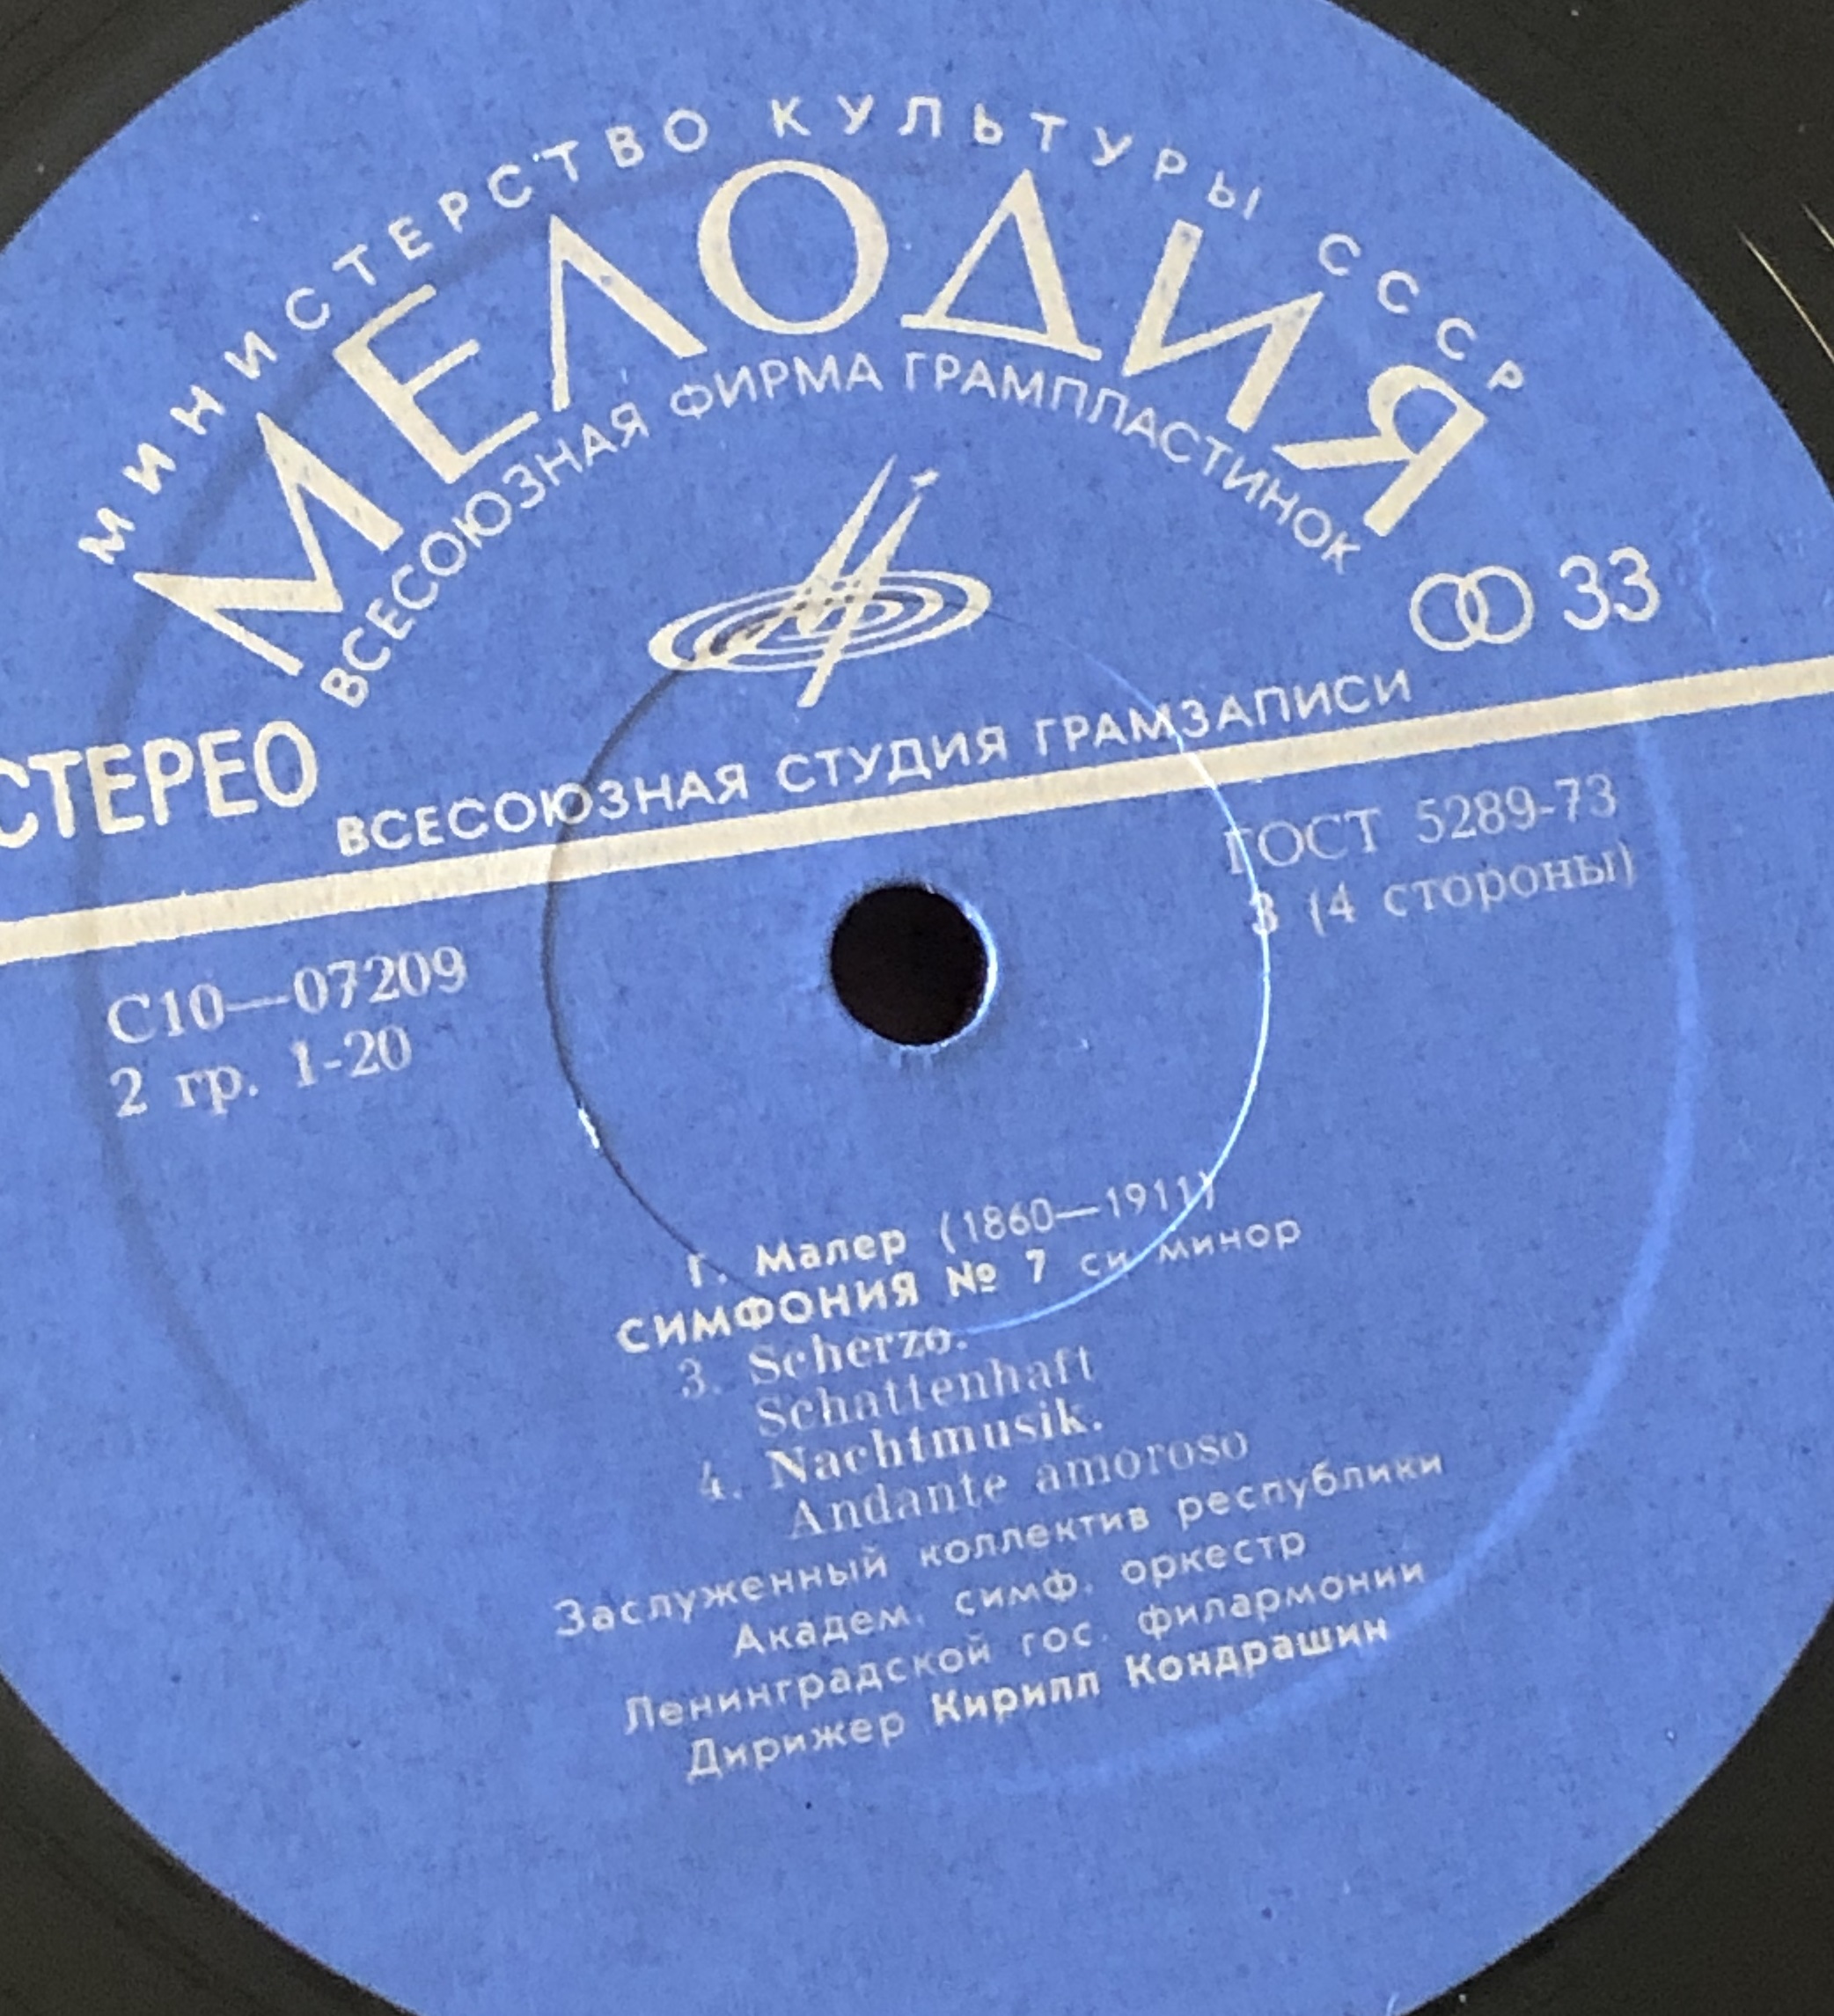 МИНИСТЕРСТВО КУЛЬТУРЫ СССР
МЕЛОДИЯ
ВСЕСОЮЗНАЯ ФИРМА ГРАМПЛАСТИНОК
33
СТЕРЕО
ВСЕСОЮЗНАЯ СТУДИЯ ГРАМЗАПИСИ
ГОСТ 5289-73
3 (4 стороны)
С10—07209
2 гр. 1-20
Г. Малер (1860—1911)
СИМФОНИЯ № 7 си минор
3. Scherzo.
Schattenhaft
4. Nachtmusik.
Andante amoroso
Заслуженный коллектив республики
Академ. симф. оркестр
Ленинградской гос. филармонии
Дирижер Кирилл Кондрашин